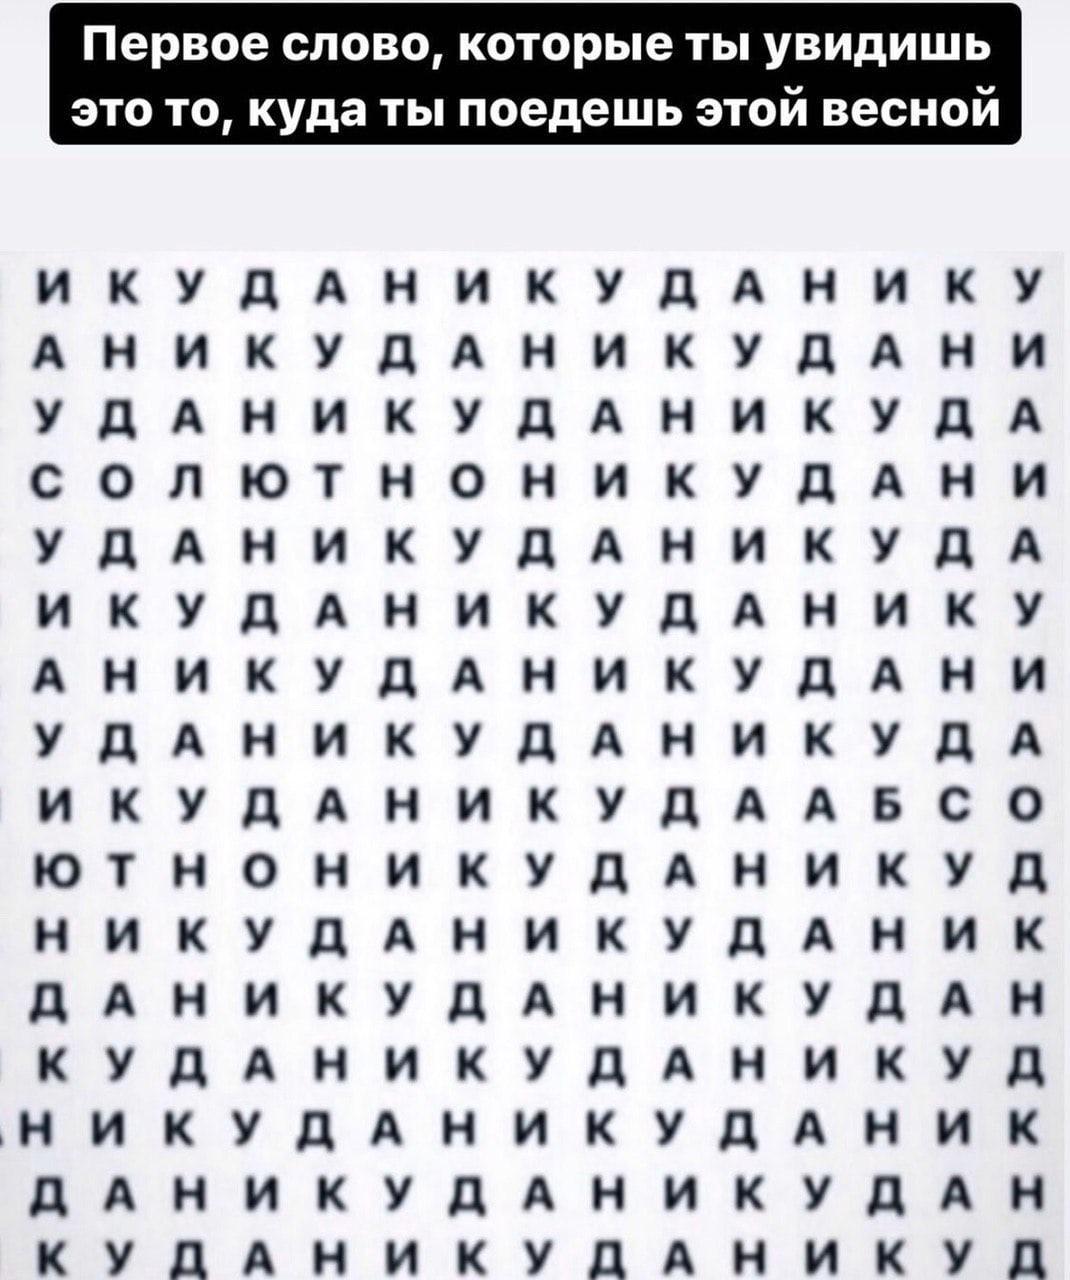 Первое слово, которые ты увидишь
это то, куда ты поедешь этой весной
И К У Д А Н И К У Д А Н И К У
А Н И К У Д А Н И К У Д А Н И
У Д А Н И К У Д А Н И К У Д А
С О Л Ю Т Н О Н И К У Д А Н И
У Д А Н И К У Д А Н И К У Д А
И К У Д А Н И К У Д А Н И К У
А Н И К У Д А Н И К У Д А Н И
У Д А Н И К У Д А Н И К У Д А
И К У Д А Н И К У Д А А Б С О
Ю Т Н О Н И К У Д А Н И К У Д
Н И К У Д А Н И К У Д А Н И К
Д А Н И К У Д А Н И К У Д А Н
К У Д А Н И К У Д А Н И К У Д
Н И К У Д А Н И К У Д А Н И К
Д А Н И К У Д А Н И К У Д А Н
К У Д А Н И К У Д А Н И К У Д